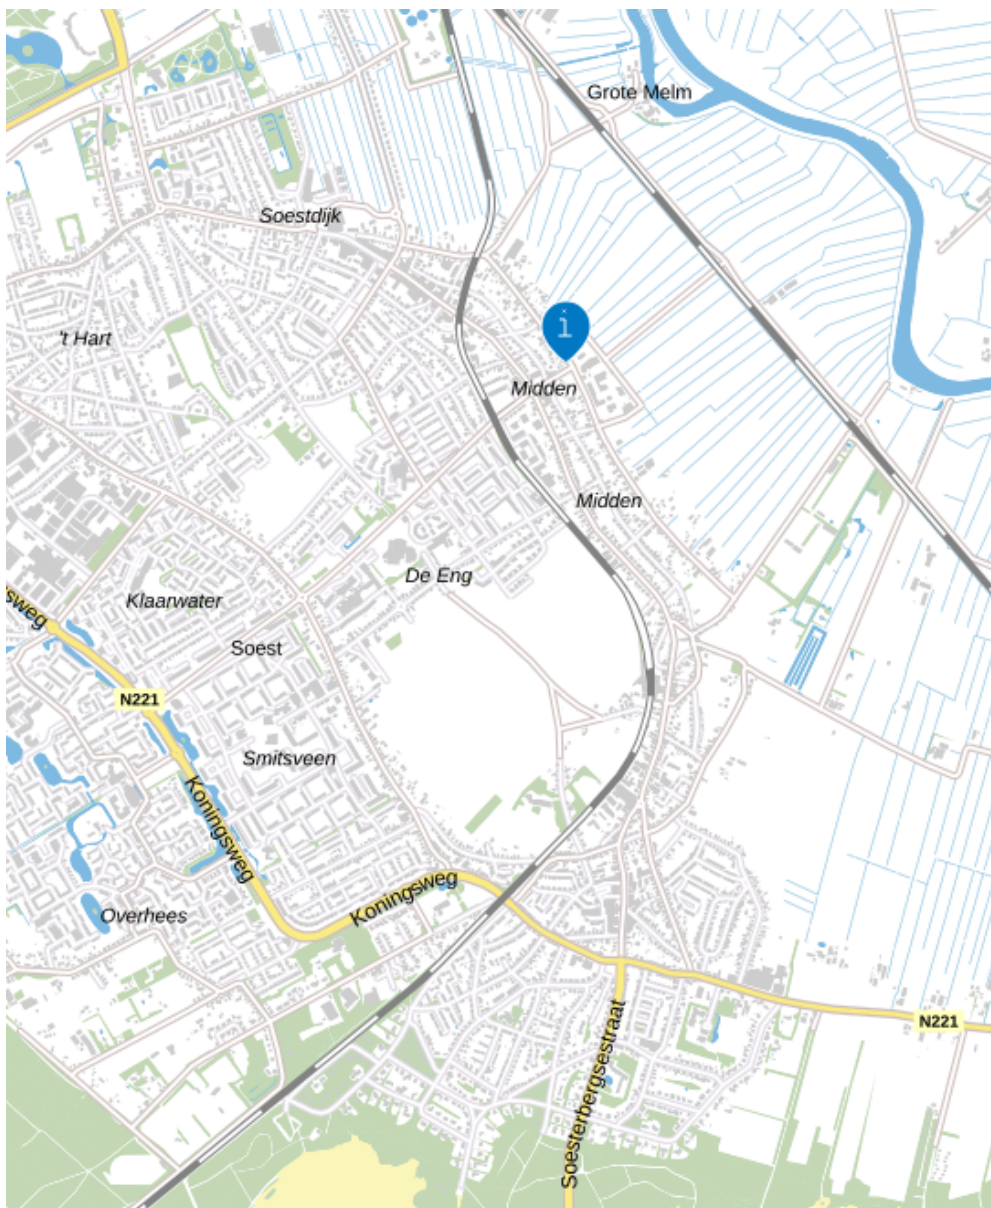 Grote Melm
Soestdijk
i
't Hart
Midden
Midden
De Eng
Klaarwater
sweg
Soest
N221
Smitsveen
Koningsweg
Koningsweg
Overhees
N221
Soesterbergsestraat